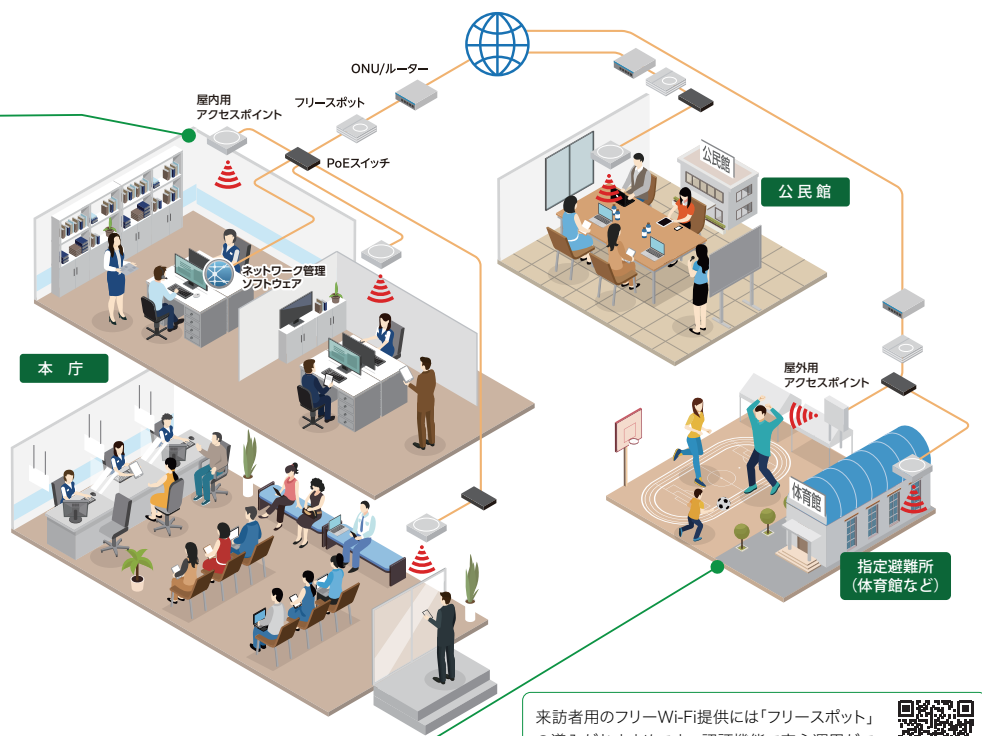 ONU/ルーター
屋内用
アクセスポイント
フリースポット
PoEスイッチ
公民館
公民館
ネットワーク管理
ソフトウェア
本 庁
屋外用
アクセスポイント
体育館
指定避難所
(体育館など)
来訪者用のフリーWi-Fi提供には「フリースポット」